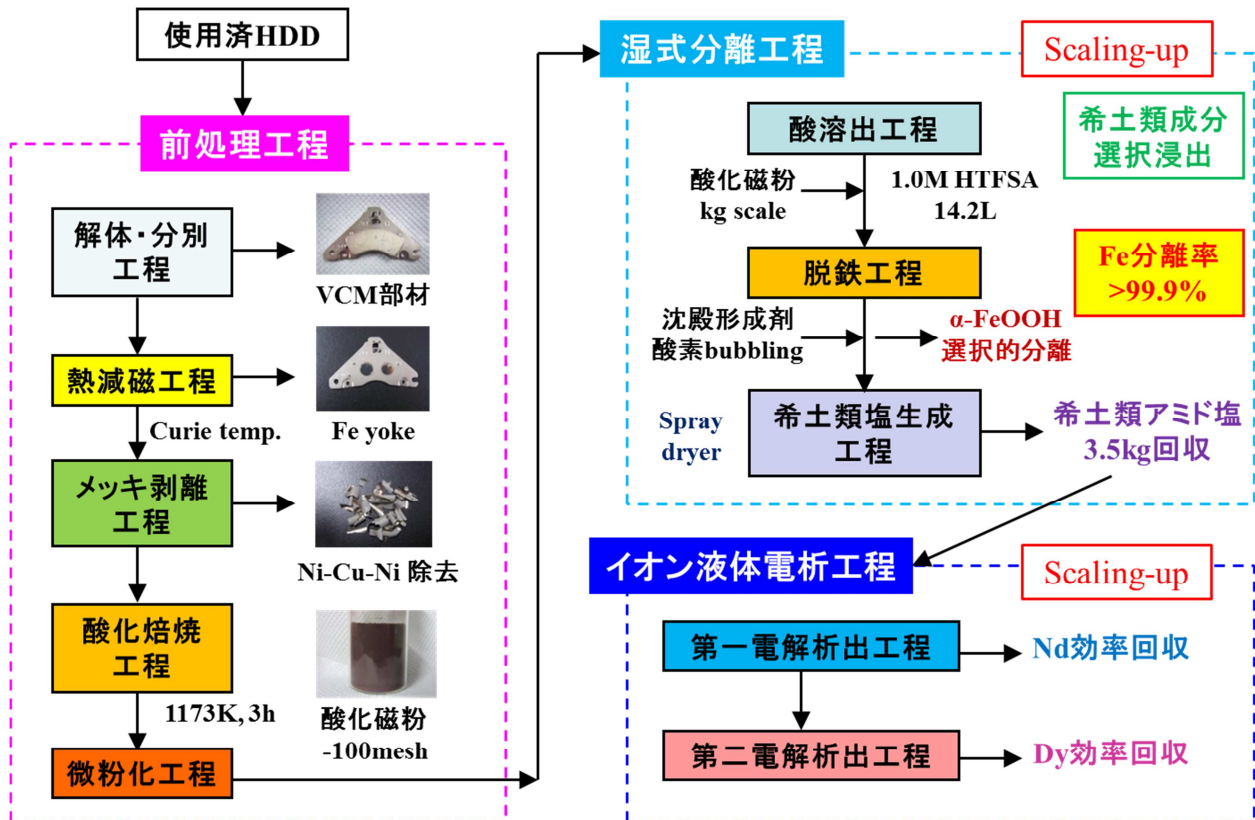 使用済HDD
前処理工程
解体・分別
工程
VCM部材
熱減磁工程
Curie temp.
Fe yoke
メッキ剥離
工程
Ni-Cu-Ni 除去
酸化焙焼
工程
1173K, 3h
酸化磁粉
-100mesh
微粉化工程
湿式分離工程
Scaling-up
酸溶出工程
希土類成分
選択浸出
酸化磁粉
kg scale
1.0M HTFSA
14.2L
脱鉄工程
Fe分離率
>99.9%
沈殿形成剤
酸素bubbling
α-FeOOH
選択的分離
Spray
dryer
希土類塩生成
工程
希土類アミド塩
3.5kg回収
イオン液体電析工程
Scaling-up
第一電解析出工程
Nd効率回収
第二電解析出工程
Dy効率回収